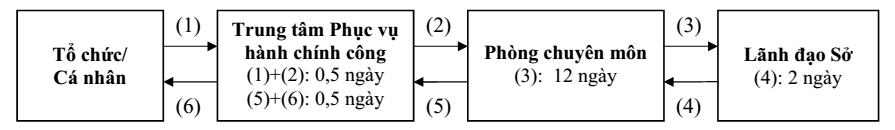 (1)
(2)
(3)
Tổ chức/
Cá nhân
Trung tâm Phục vụ
hành chính công
(1)+(2): 0,5 ngày
(5)+(6): 0,5 ngày
Phòng chuyên môn
(3): 12 ngày
Lãnh đạo Sở
(4): 2 ngày
(6)
(5)
(4)